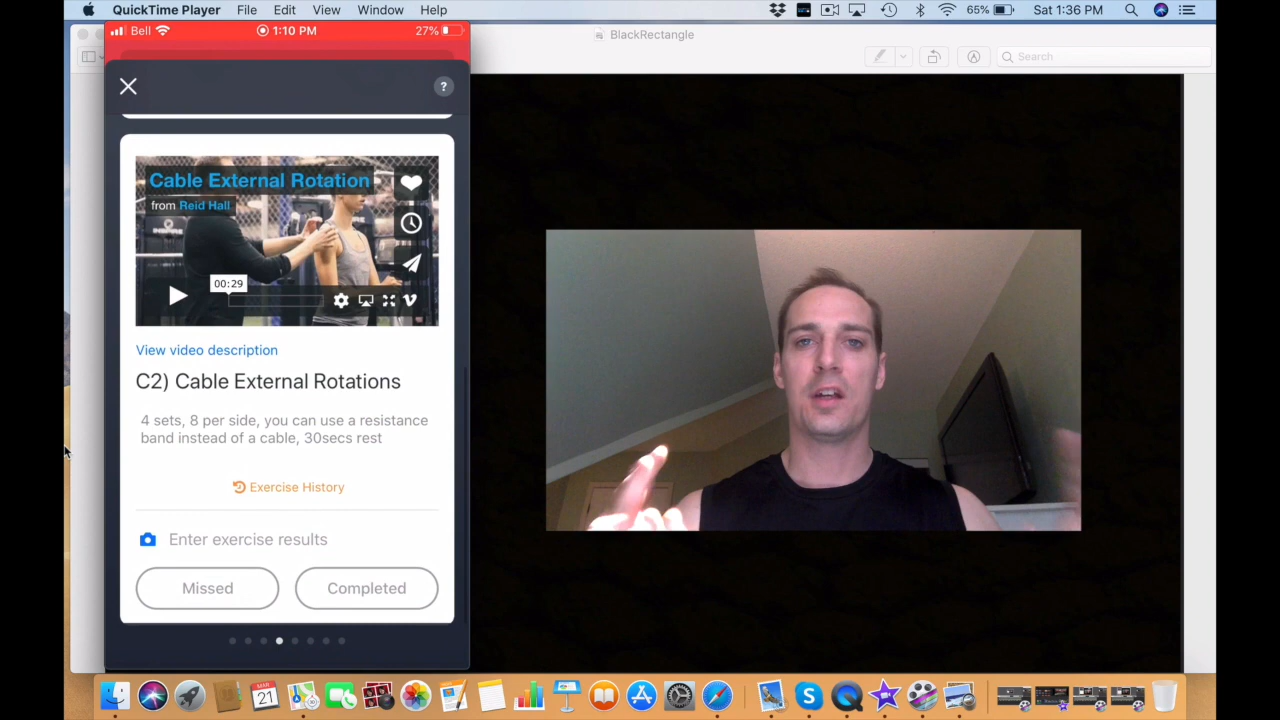 QuickTime Player File Edit View Window Help 65% Sat 1:36 PM
Bell 1:10 PM 27%
BlackRectangle
Search
?
Cable External Rotation
from Reid Hall
00:29
View video description
C2) Cable External Rotations
4 sets, 8 per side, you can use a resistance
band instead of a cable, 30secs rest
Exercise History
Enter exercise results
Missed Completed
MAR
21